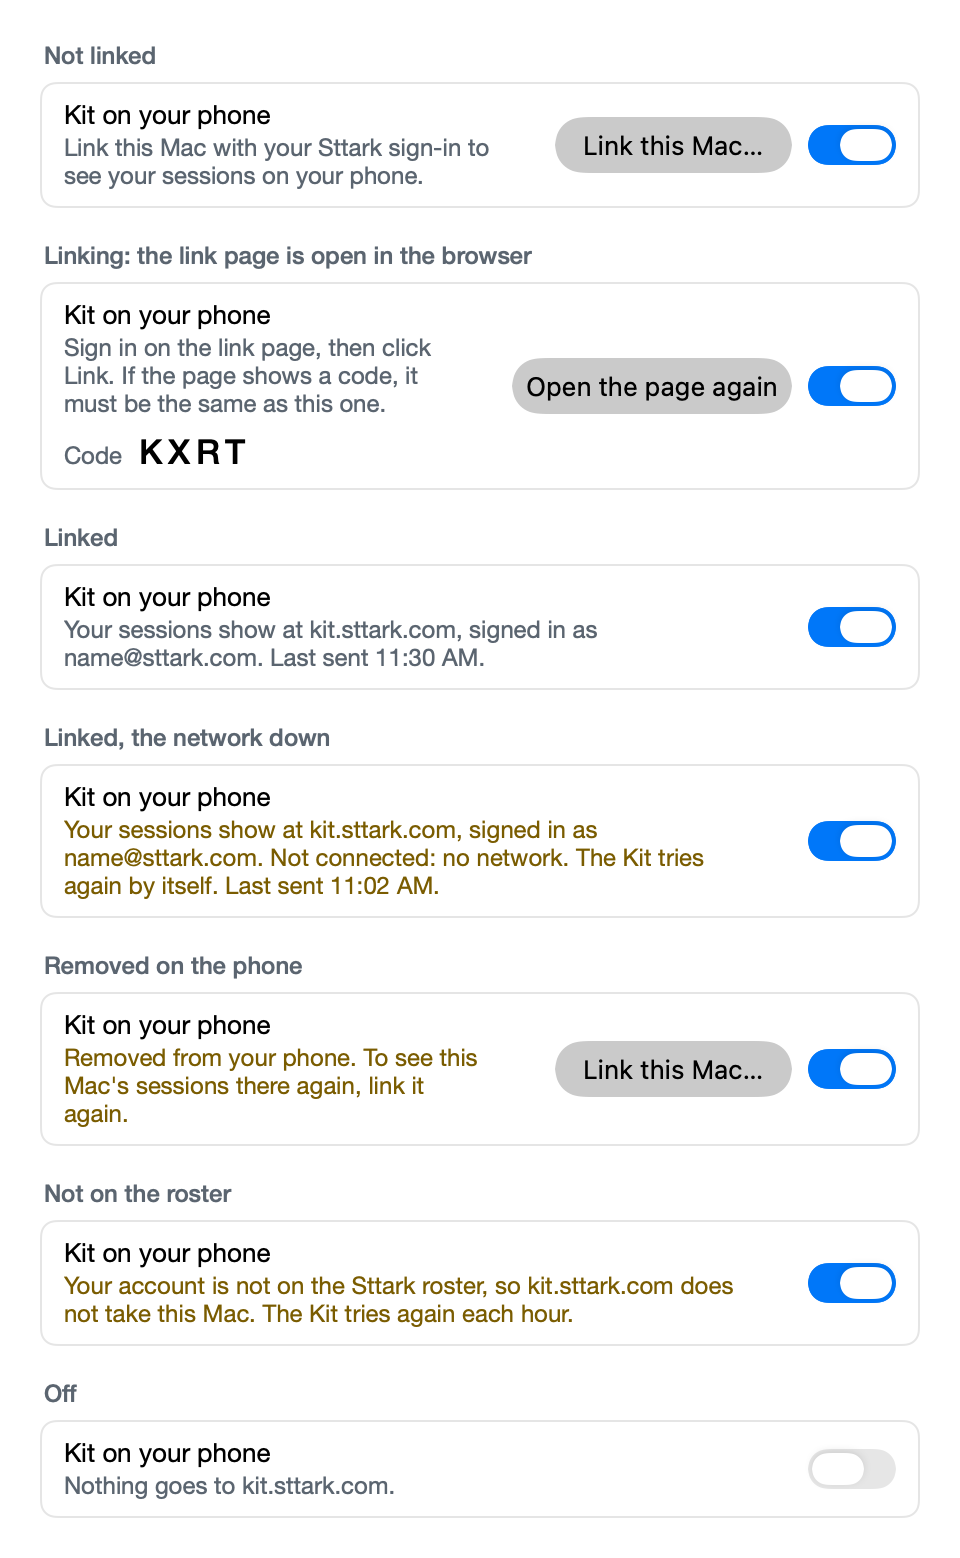 Not linked
Kit on your phone
Link this Mac with your Sttark sign-in to
see your sessions on your phone.
Link this Mac...
Linking: the link page is open in the browser
Kit on your phone
Sign in on the link page, then click
Link. If the page shows a code, it
must be the same as this one.
Code KXRT
Open the page again
Linked
Kit on your phone
Your sessions show at kit.sttark.com, signed in as
name@sttark.com. Last sent 11:30 AM.
Linked, the network down
Kit on your phone
Your sessions show at kit.sttark.com, signed in as
name@sttark.com. Not connected: no network. The Kit tries
again by itself. Last sent 11:02 AM.
Removed on the phone
Kit on your phone
Removed from your phone. To see this
Mac's sessions there again, link it
again.
Link this Mac...
Not on the roster
Kit on your phone
Your account is not on the Sttark roster, so kit.sttark.com does
not take this Mac. The Kit tries again each hour.
Off
Kit on your phone
Nothing goes to kit.sttark.com.